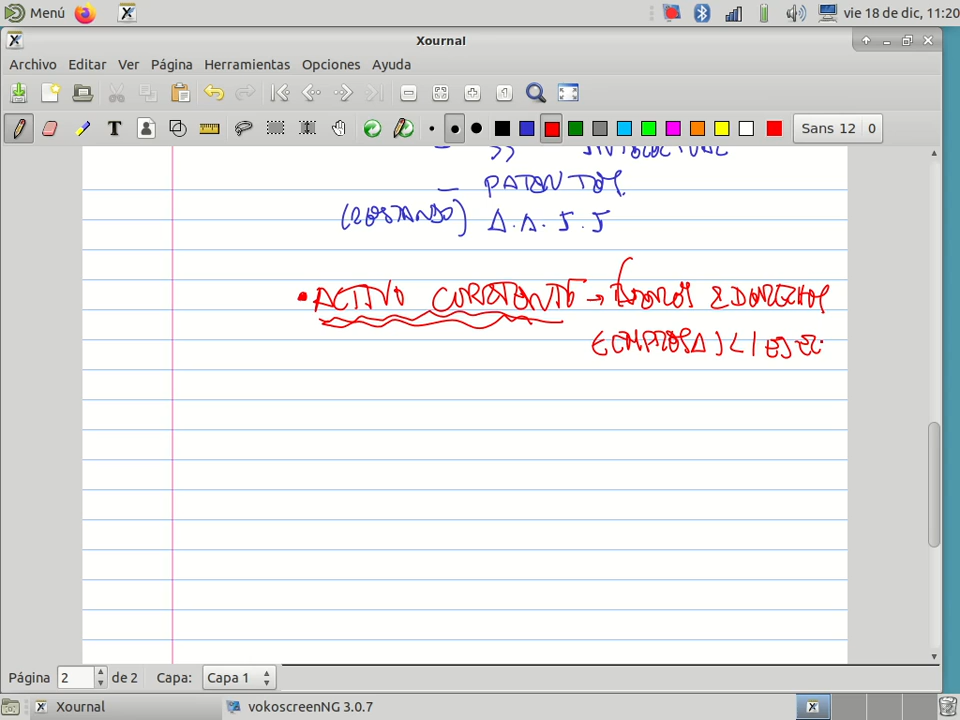 Menú
vie 18 de dic, 11:20
Xournal
Archivo Editar Ver Página Herramientas Opciones Ayuda
Sans 12 0
INTELECTUAL
— PATENTES.
(RESTANDO) A.A.I.I
• ACTIVO CORRIENTE → BIENES & DERECHOS
EMPRESA) < 1 EJER.
Página 2 de 2 Capa: Capa 1
Xournal
vokoscreenNG 3.0.7